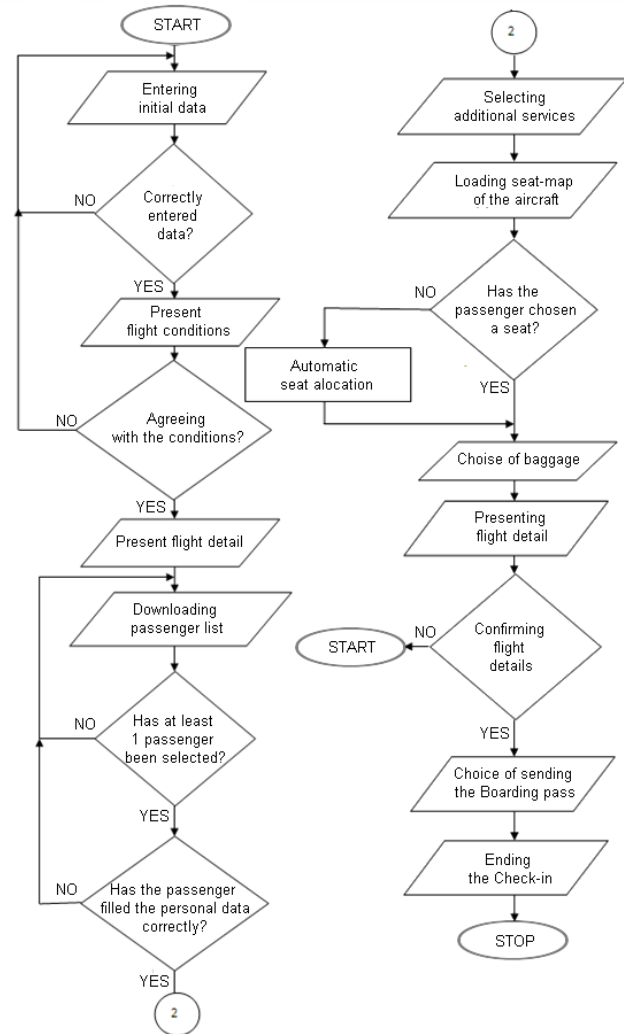 START
Entering
initial data
NO
Correctly
entered
data?
YES
Present
flight conditions
NO
Agreeing
with the conditions?
YES
Present flight detail
Downloading
passenger list
NO
Has at least
1 passenger
been selected?
YES
NO
Has the passenger
filled the personal data
correctly?
YES
2
2
Selecting
additional services
Loading seat-map
of the aircraft
NO
Has the
passenger chosen
a seat?
Automatic
seat alocation
YES
Choise of baggage
Presenting
flight detail
START
NO
Confirming
flight
details
YES
Choice of sending
the Boarding pass
Ending
the Check-in
STOP